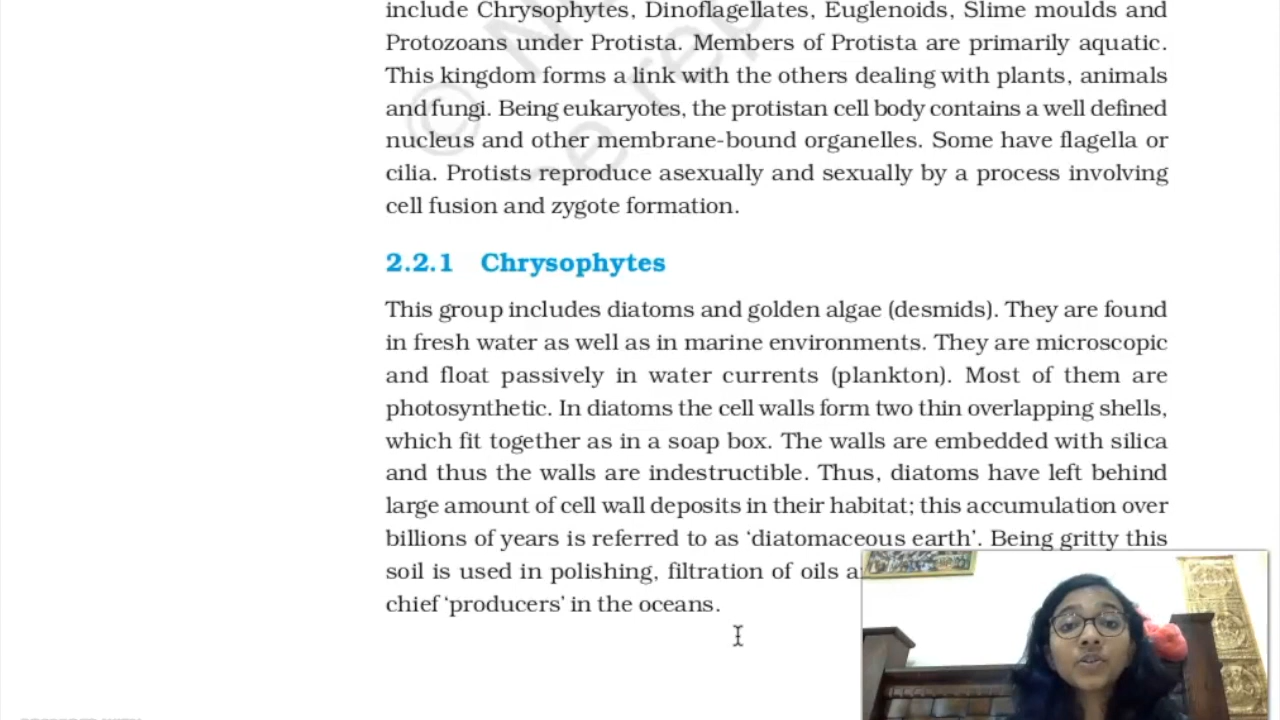 include Chrysophytes, Dinoflagellates, Euglenoids, Slime moulds and
Protozoans under Protista. Members of Protista are primarily aquatic.
This kingdom forms a link with the others dealing with plants, animals
and fungi. Being eukaryotes, the protistan cell body contains a well defined
nucleus and other membrane-bound organelles. Some have flagella or
cilia. Protists reproduce asexually and sexually by a process involving
cell fusion and zygote formation.
2.2.1 Chrysophytes
This group includes diatoms and golden algae (desmids). They are found
in fresh water as well as in marine environments. They are microscopic
and float passively in water currents (plankton). Most of them are
photosynthetic. In diatoms the cell walls form two thin overlapping shells,
which fit together as in a soap box. The walls are embedded with silica
and thus the walls are indestructible. Thus, diatoms have left behind
large amount of cell wall deposits in their habitat; this accumulation over
billions of years is referred to as ‘diatomaceous earth’. Being gritty this
soil is used in polishing, filtration of oils
chief ‘producers’ in the oceans.